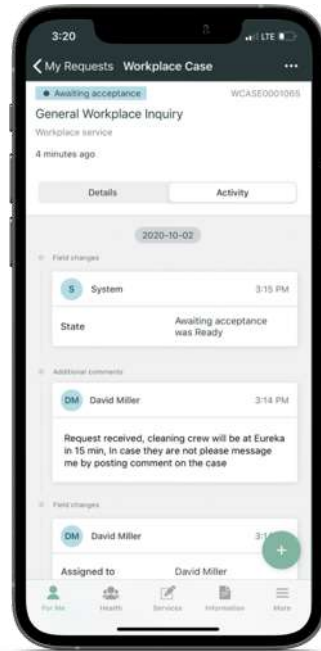 3:20
LTE
My Requests Workplace Case ...
Awaiting acceptance WCASE0001065
General Workplace Inquiry
Workplace service
4 minutes ago
Details Activity
2020-10-02
Field changes
S System 3:15 PM
State Awaiting acceptance
was Ready
Additional comments
DM David Miller 3:14 PM
Request received, cleaning crew will be at Eureka
in 15 min, In case they are not please message
me by posting comment on the case
Field changes
DM David Miller
+
Assigned to David Miller
For Me Health Services Information More